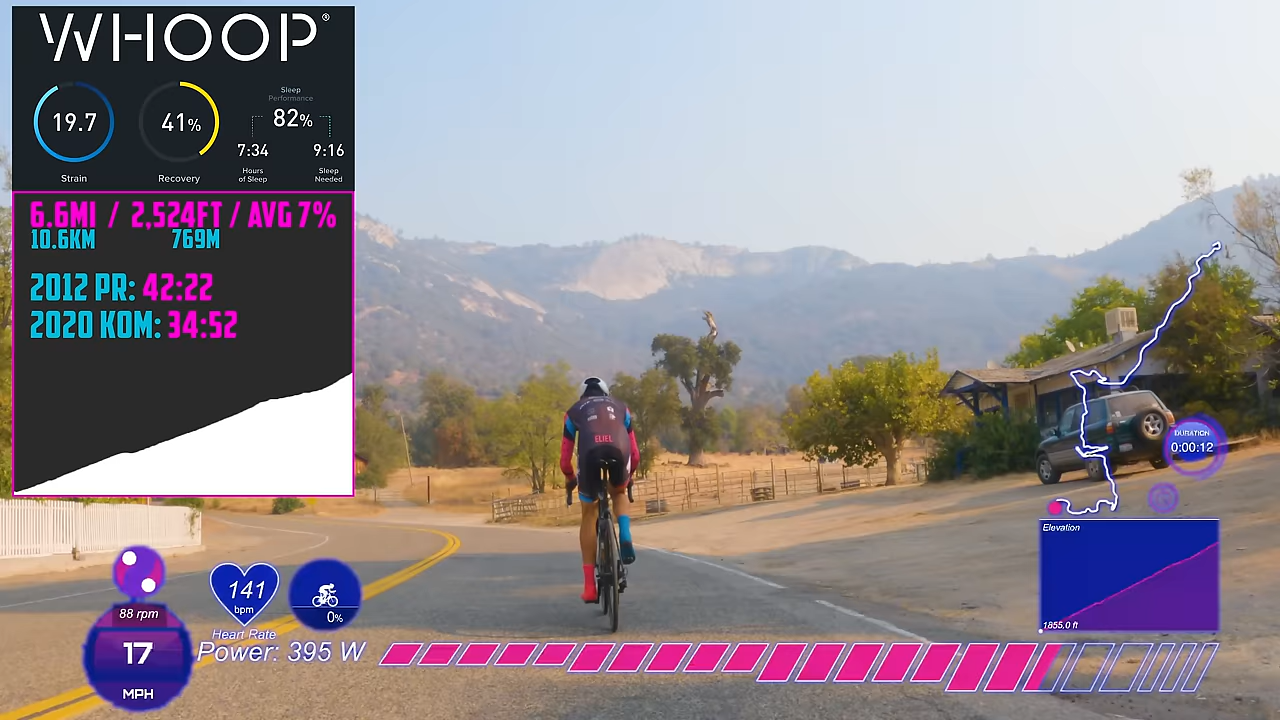 WHOOP®
19.7
41%
Sleep
Performance
82%
7:34
9:16
Strain
Recovery
Hours
of Sleep
Sleep
Needed
6.6MI / 2,524FT / AVG 7%
10.6KM 769M
2012 PR: 42:22
2020 KOM: 34:52
ELIEL
DURATION
0:00:12
Elevation
1855.0 ft
88 rpm
17
MPH
141
bpm
Heart Rate
0%
Power: 395 W